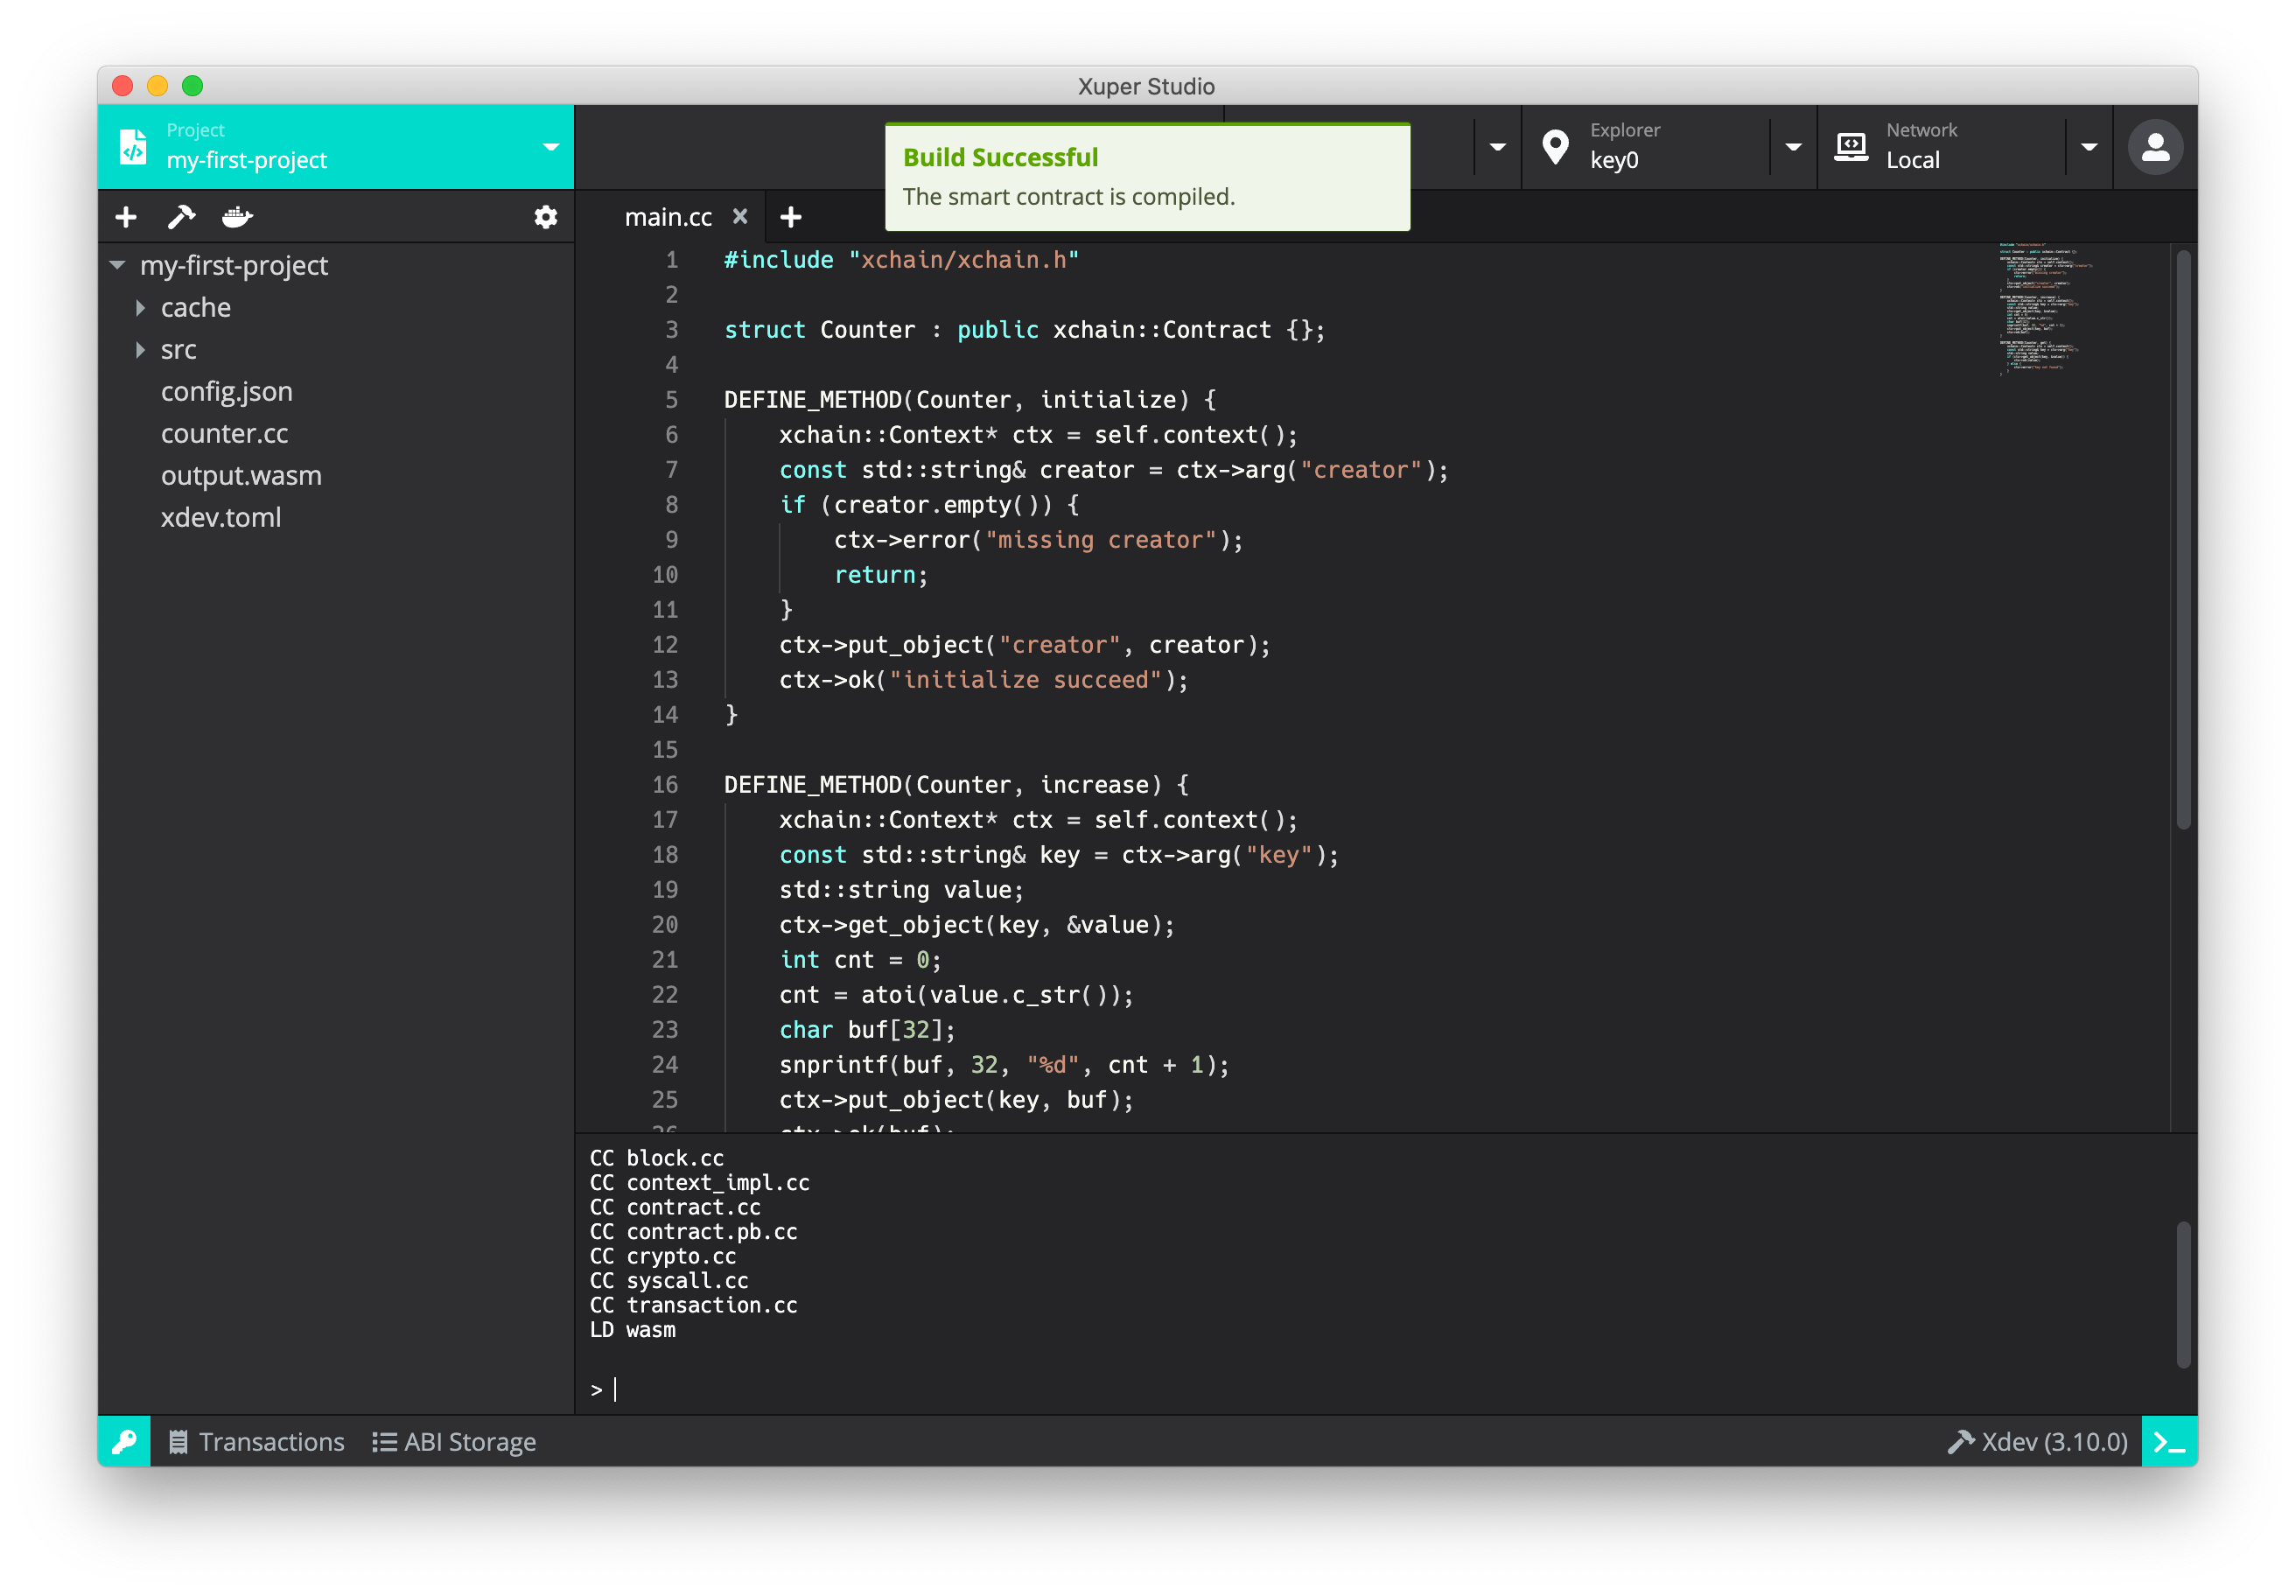 Xuper Studio
Project
my-first-project
Build Successful
The smart contract is compiled.
Explorer
key0
Network
Local
main.cc
my-first-project
cache
src
config.json
counter.cc
output.wasm
xdev.toml
1 #include "xchain/xchain.h"
2
3 struct Counter : public xchain::Contract {};
4
5 DEFINE_METHOD(Counter, initialize) {
6 xchain::Context* ctx = self.context();
7 const std::string& creator = ctx->arg("creator");
8 if (creator.empty()) {
9 ctx->error("missing creator");
10 return;
11 }
12 ctx->put_object("creator", creator);
13 ctx->ok("initialize succeed");
14 }
15
16 DEFINE_METHOD(Counter, increase) {
17 xchain::Context* ctx = self.context();
18 const std::string& key = ctx->arg("key");
19 std::string value;
20 ctx->get_object(key, &value);
21 int cnt = 0;
22 cnt = atoi(value.c_str());
23 char buf[32];
24 snprintf(buf, 32, "%d", cnt + 1);
25 ctx->put_object(key, buf);
26 ctx->ok(buf);
CC block.cc
CC context_impl.cc
CC contract.cc
CC contract.pb.cc
CC crypto.cc
CC syscall.cc
CC transaction.cc
LD wasm
>
Transactions
ABI Storage
Xdev (3.10.0)